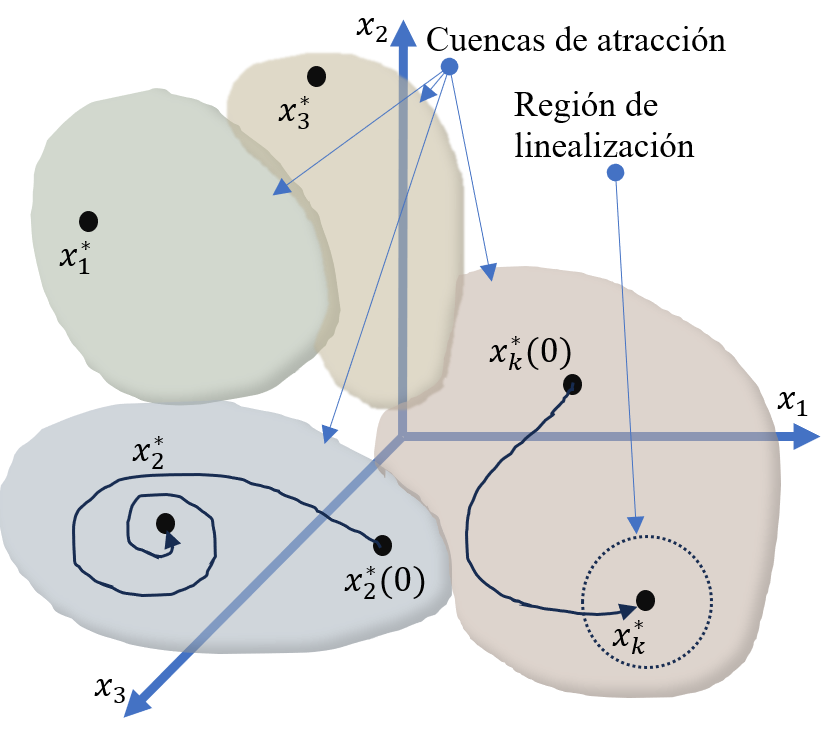 x₂
Cuencas de atracción
x₃*
Región de
linealización
x₁*
xₖ*(0)
x₁
x₂*
x₂*(0)
xₖ*
x₃